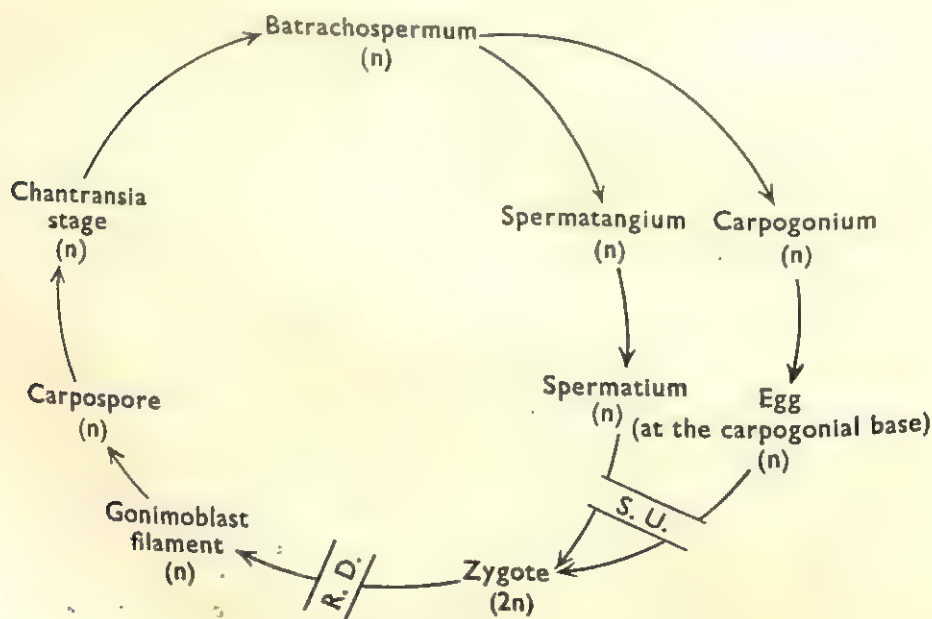 Batrachospermum
(n)
Chantransia
stage
(n)
Spermatangium
(n)
Carpogonium
(n)
Carpospore
(n)
Spermatium
(n)
Egg
(at the carpogonial base)
(n)
Gonimoblast
filament
(n)
R. D.
Zygote
(2n)
S. U.